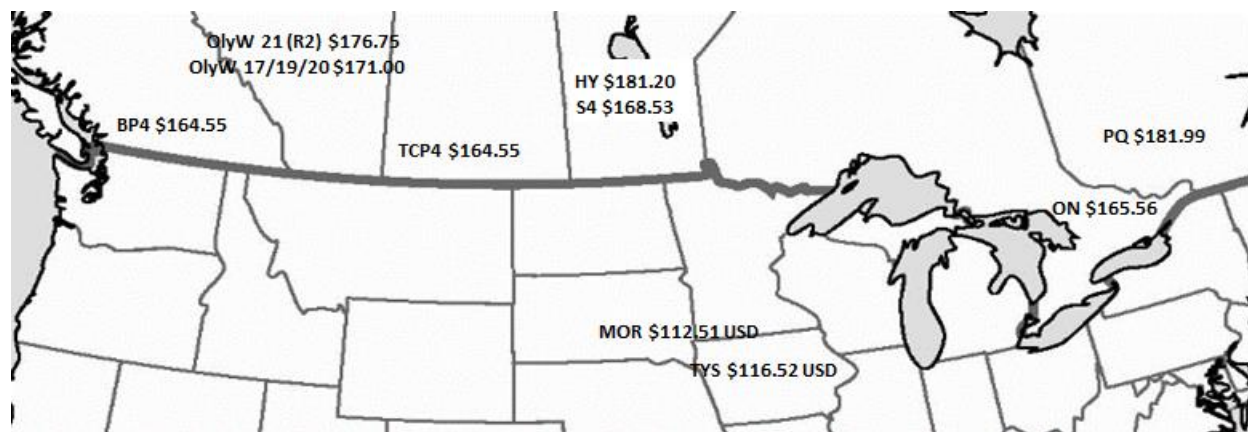 OlyW 21 (R2) $176.75
OlyW 17/19/20 $171.00
HY $181.20
S4 $168.53
BP4 $164.55
TCP4 $164.55
PQ $181.99
ON $165.56
MOR $112.51 USD
TYS $116.52 USD